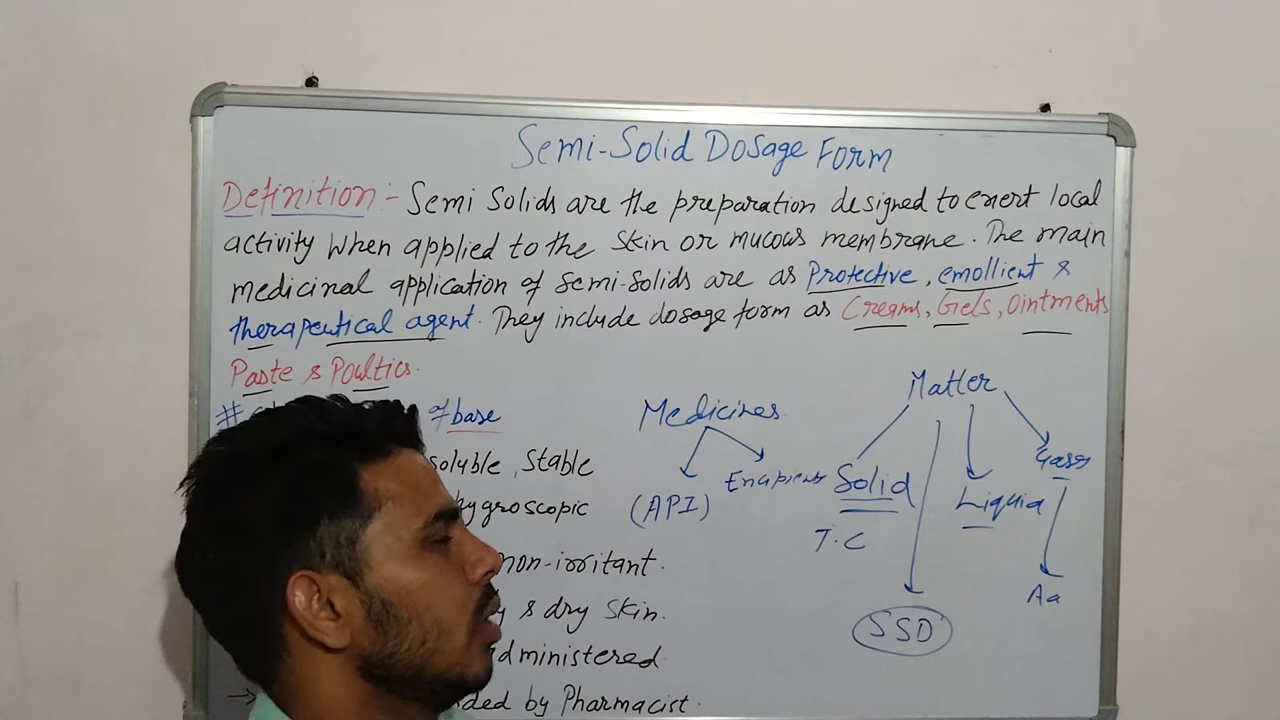 Semi-Solid Dosage Form
Definition:- Semi Solids are the preparation designed to exert local
activity when applied to the skin or mucous membrane. The main
medicinal application of Semi-Solids are as Protective, emollient &
therapeutical agent. They include dosage form as Creams, Gels, Ointments
Paste & Poultics.
# of base
soluble, Stable
hygroscopic
non-irritant.
& dry skin.
dministered
→ ded by Pharmacist.
Medicines
(API)
Matter
Solid
Liquid
T.C
Aa
SSD